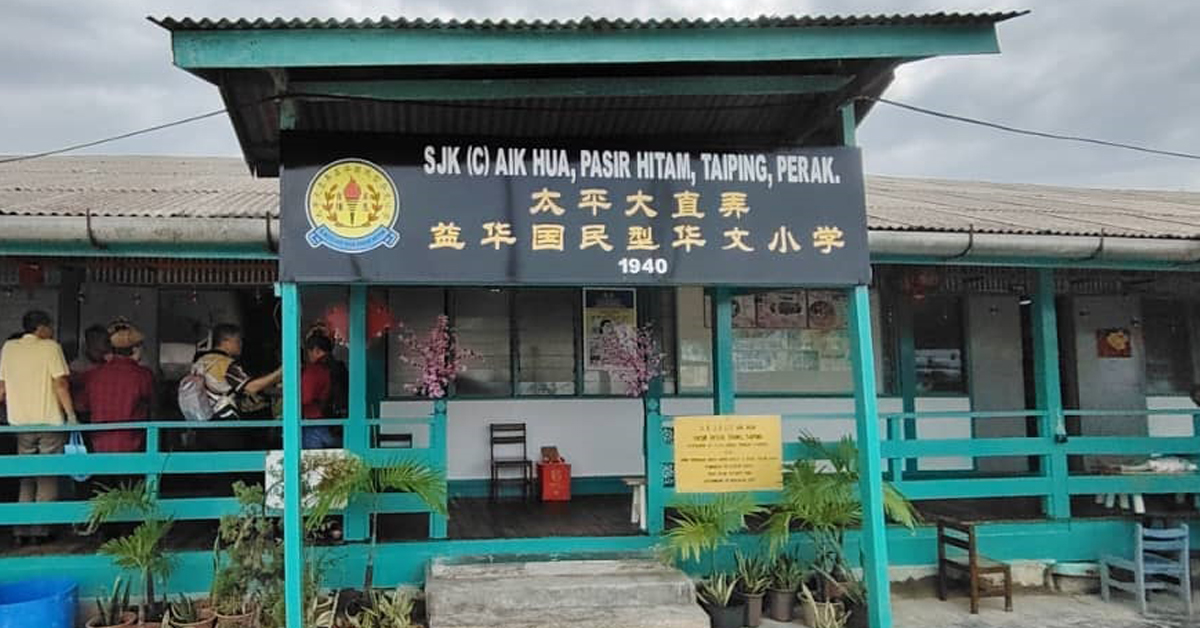 SJK (C) AIK HUA, PASIR HITAM, TAIPING, PERAK.
太平大直弄
益华国民型华文小学
1940